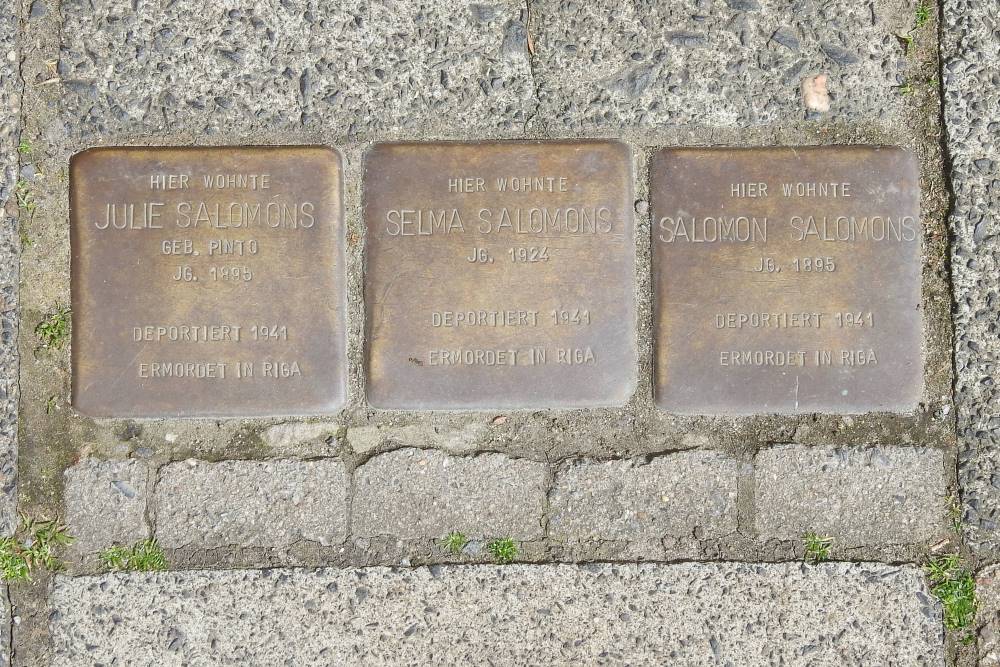 HIER WOHNTE
JULIE SALOMONS
GEB. PINTO
JG. 1895
DEPORTIERT 1941
ERMORDET IN RIGA
HIER WOHNTE
SELMA SALOMONS
JG. 1924
DEPORTIERT 1941
ERMORDET IN RIGA
HIER WOHNTE
SALOMON SALOMONS
JG. 1895
DEPORTIERT 1941
ERMORDET IN RIGA